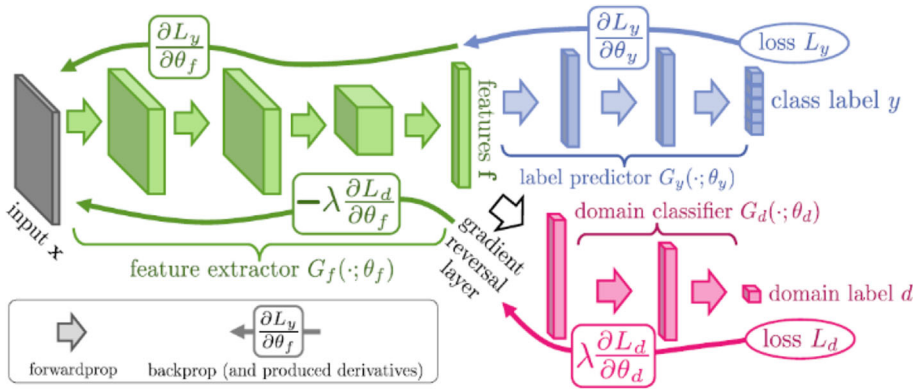 ∂L_y/∂θ_f
∂L_y/∂θ_y
loss L_y
features f
class label y
label predictor G_y(·;θ_y)
input x
−λ ∂L_d/∂θ_f
feature extractor G_f(·;θ_f)
gradient
reversal
layer
domain classifier G_d(·;θ_d)
domain label d
λ ∂L_d/∂θ_d
loss L_d
∂L_y/∂θ_f
forwardprop
backprop (and produced derivatives)